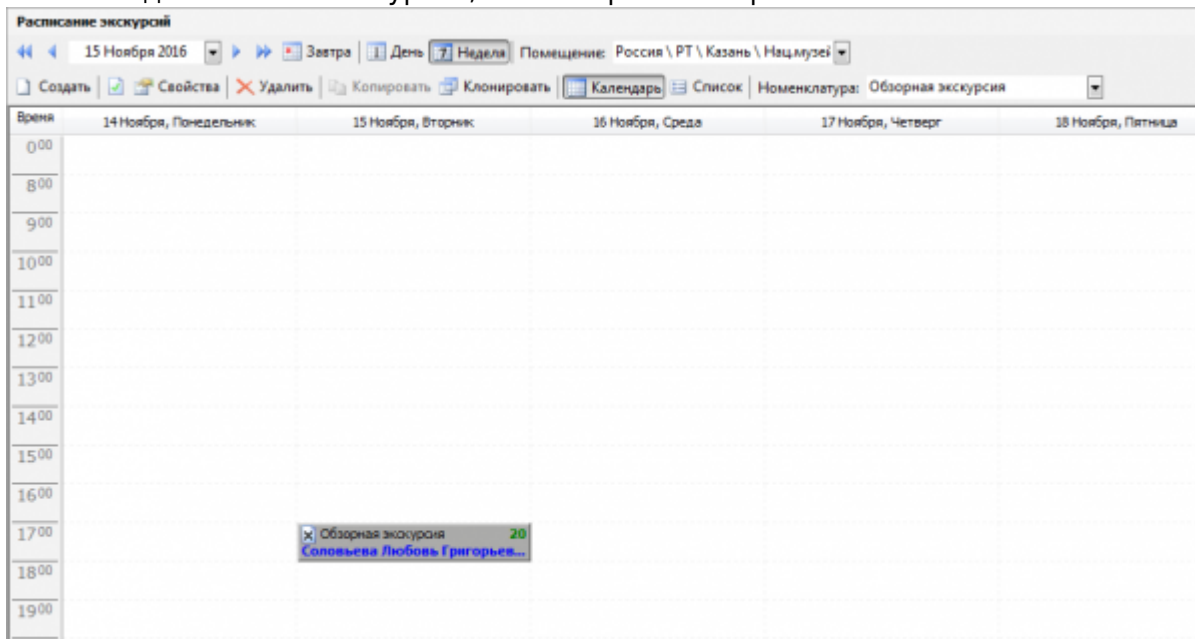 Расписание экскурсий
15 Ноября 2016 Завтра 1 День 7 Неделя Помещение: Россия \ РТ \ Казань \ Нац.музей
Создать Свойства Удалить Копировать Клонировать Календарь Список Номенклатура: Обзорная экскурсия
Время 14 Ноября, Понедельник 15 Ноября, Вторник 16 Ноября, Среда 17 Ноября, Четверг 18 Ноября, Пятница
0 00
8 00
9 00
10 00
11 00
12 00
13 00
14 00
15 00
16 00
17 00 Обзорная экскурсия 20
Соловьева Любовь Григорьев...
18 00
19 00